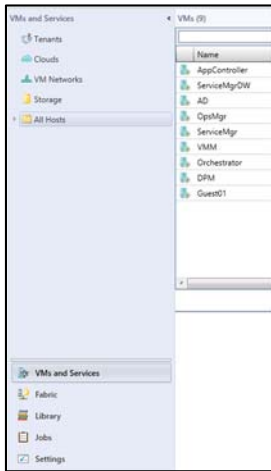 VMs and Services
Tenants
Clouds
VM Networks
Storage
All Hosts
VMs and Services
Fabric
Library
Jobs
Settings
VMs (9)
Name
AppController
ServiceMgrDW
AD
OpsMgr
ServiceMgr
VMM
Orchestrator
DPM
Guest01